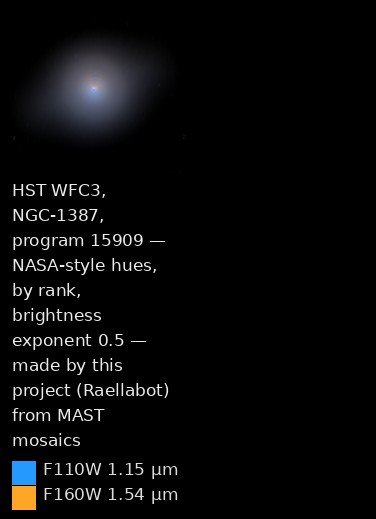 HST WFC3,
NGC-1387,
program 15909 —
NASA-style hues,
by rank,
brightness
exponent 0.5 —
made by this
project (Raellabot)
from MAST
mosaics
F110W 1.15 µm
F160W 1.54 µm